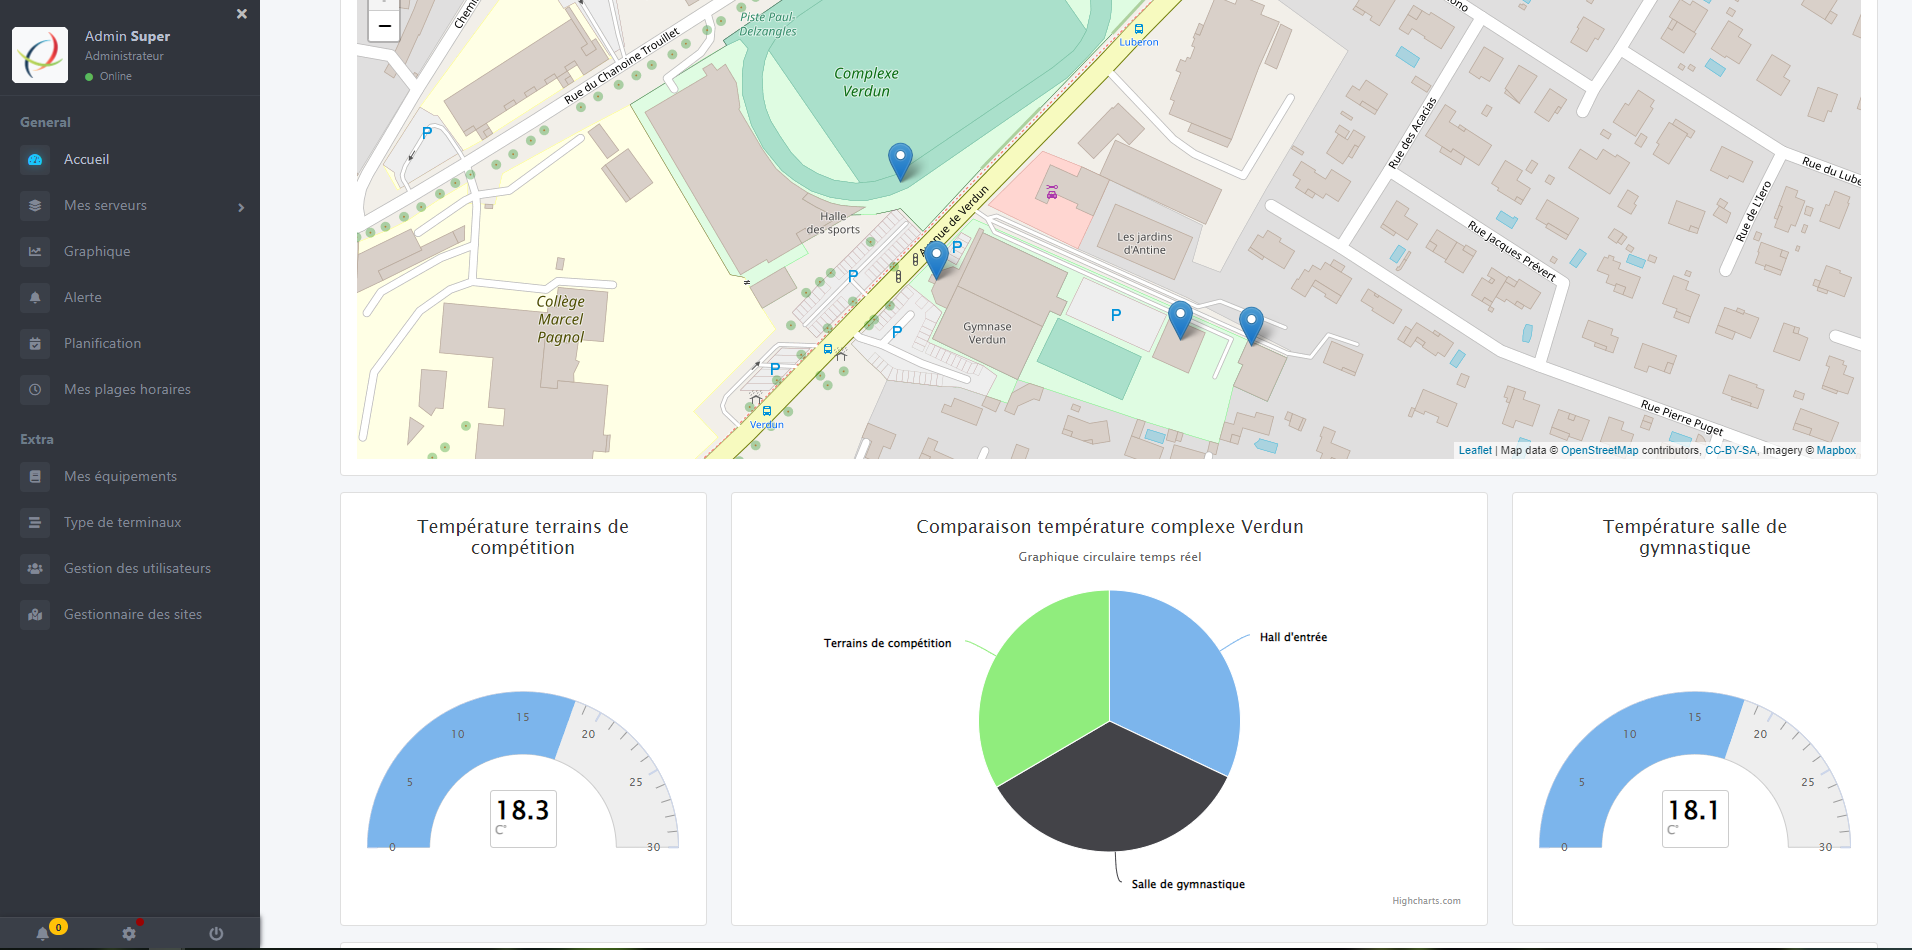 ×
Admin Super
Administrateur
Online
General
Accueil
Mes serveurs
Graphique
Alerte
Planification
Mes plages horaires
Extra
Mes équipements
Type de terminaux
Gestion des utilisateurs
Gestionnaire des sites
0
−
Piste Paul-
Delzangles
Rue du Chanoine Trouillet
Complexe
Verdun
Luberon
Rue des Acacias
Rue de L'Iero
Rue Jacques Prévert
Rue Pierre Puget
P
Halle
des sports
Avenue de Verdun
P
P
Les jardins
d'Antine
Collège
Marcel
Pagnol
P
Gymnase
Verdun
P
P
Verdun
Leaflet | Map data © OpenStreetMap contributors, CC-BY-SA, Imagery © Mapbox
Température terrains de
compétition
0
5
10
15
20
25
30
18.3
C°
Comparaison température complexe Verdun
Graphique circulaire temps réel
Terrains de compétition
Hall d'entrée
Salle de gymnastique
Highcharts.com
Température salle de
gymnastique
0
5
10
15
20
25
30
18.1
C°